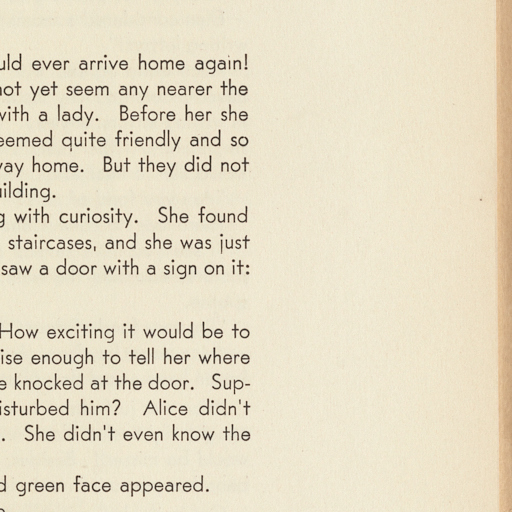 uld ever arrive home again!
not yet seem any nearer the
with a lady. Before her she
eemed quite friendly and so
way home. But they did not
ilding.
g with curiosity. She found
staircases, and she was just
saw a door with a sign on it:
How exciting it would be to
ise enough to tell her where
e knocked at the door. Sup-
isturbed him? Alice didn't
. She didn't even know the
d green face appeared.